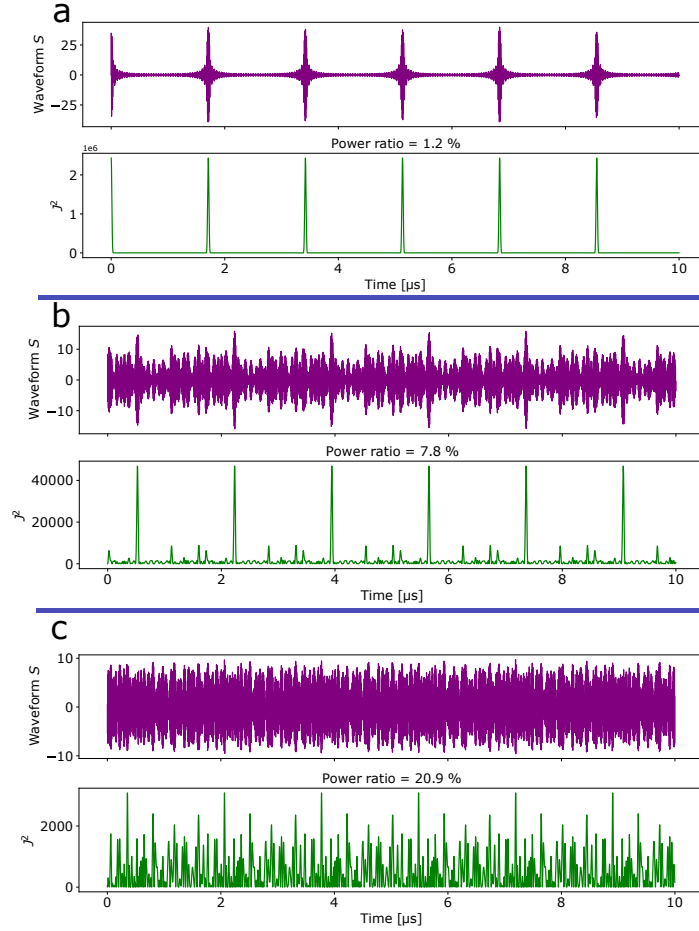 a
Waveform S
25
0
−25
Power ratio = 1.2 %
1e6
𝒥²
2
1
0
0 2 4 6 8 10
Time [µs]
b
Waveform S
10
0
−10
Power ratio = 7.8 %
𝒥²
40000
20000
0
0 2 4 6 8 10
Time [µs]
c
Waveform S
10
0
−10
Power ratio = 20.9 %
𝒥²
2000
0
0 2 4 6 8 10
Time [µs]